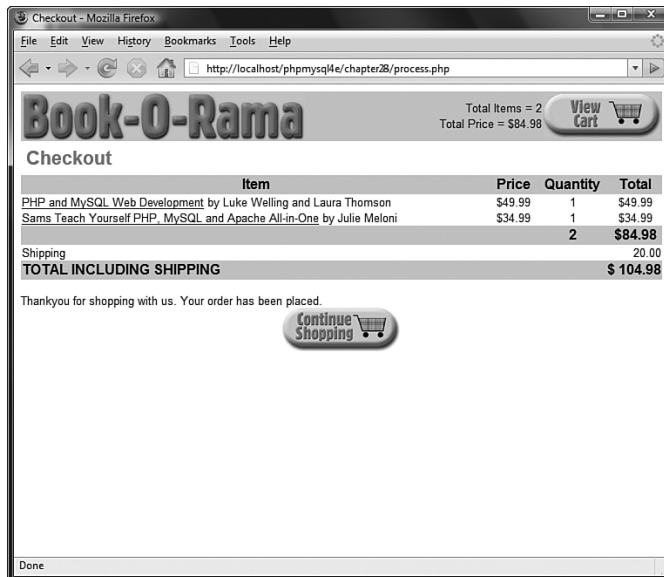 Checkout - Mozilla Firefox
File Edit View History Bookmarks Tools Help
http://localhost/phpmysql4e/chapter28/process.php
Book-O-Rama
Total Items = 2
Total Price = $84.98
View Cart
Checkout
Item Price Quantity Total
PHP and MySQL Web Development by Luke Welling and Laura Thomson $49.99 1 $49.99
Sams Teach Yourself PHP, MySQL and Apache All-in-One by Julie Meloni $34.99 1 $34.99
2 $84.98
Shipping 20.00
TOTAL INCLUDING SHIPPING $ 104.98
Thankyou for shopping with us. Your order has been placed.
Continue Shopping
Done